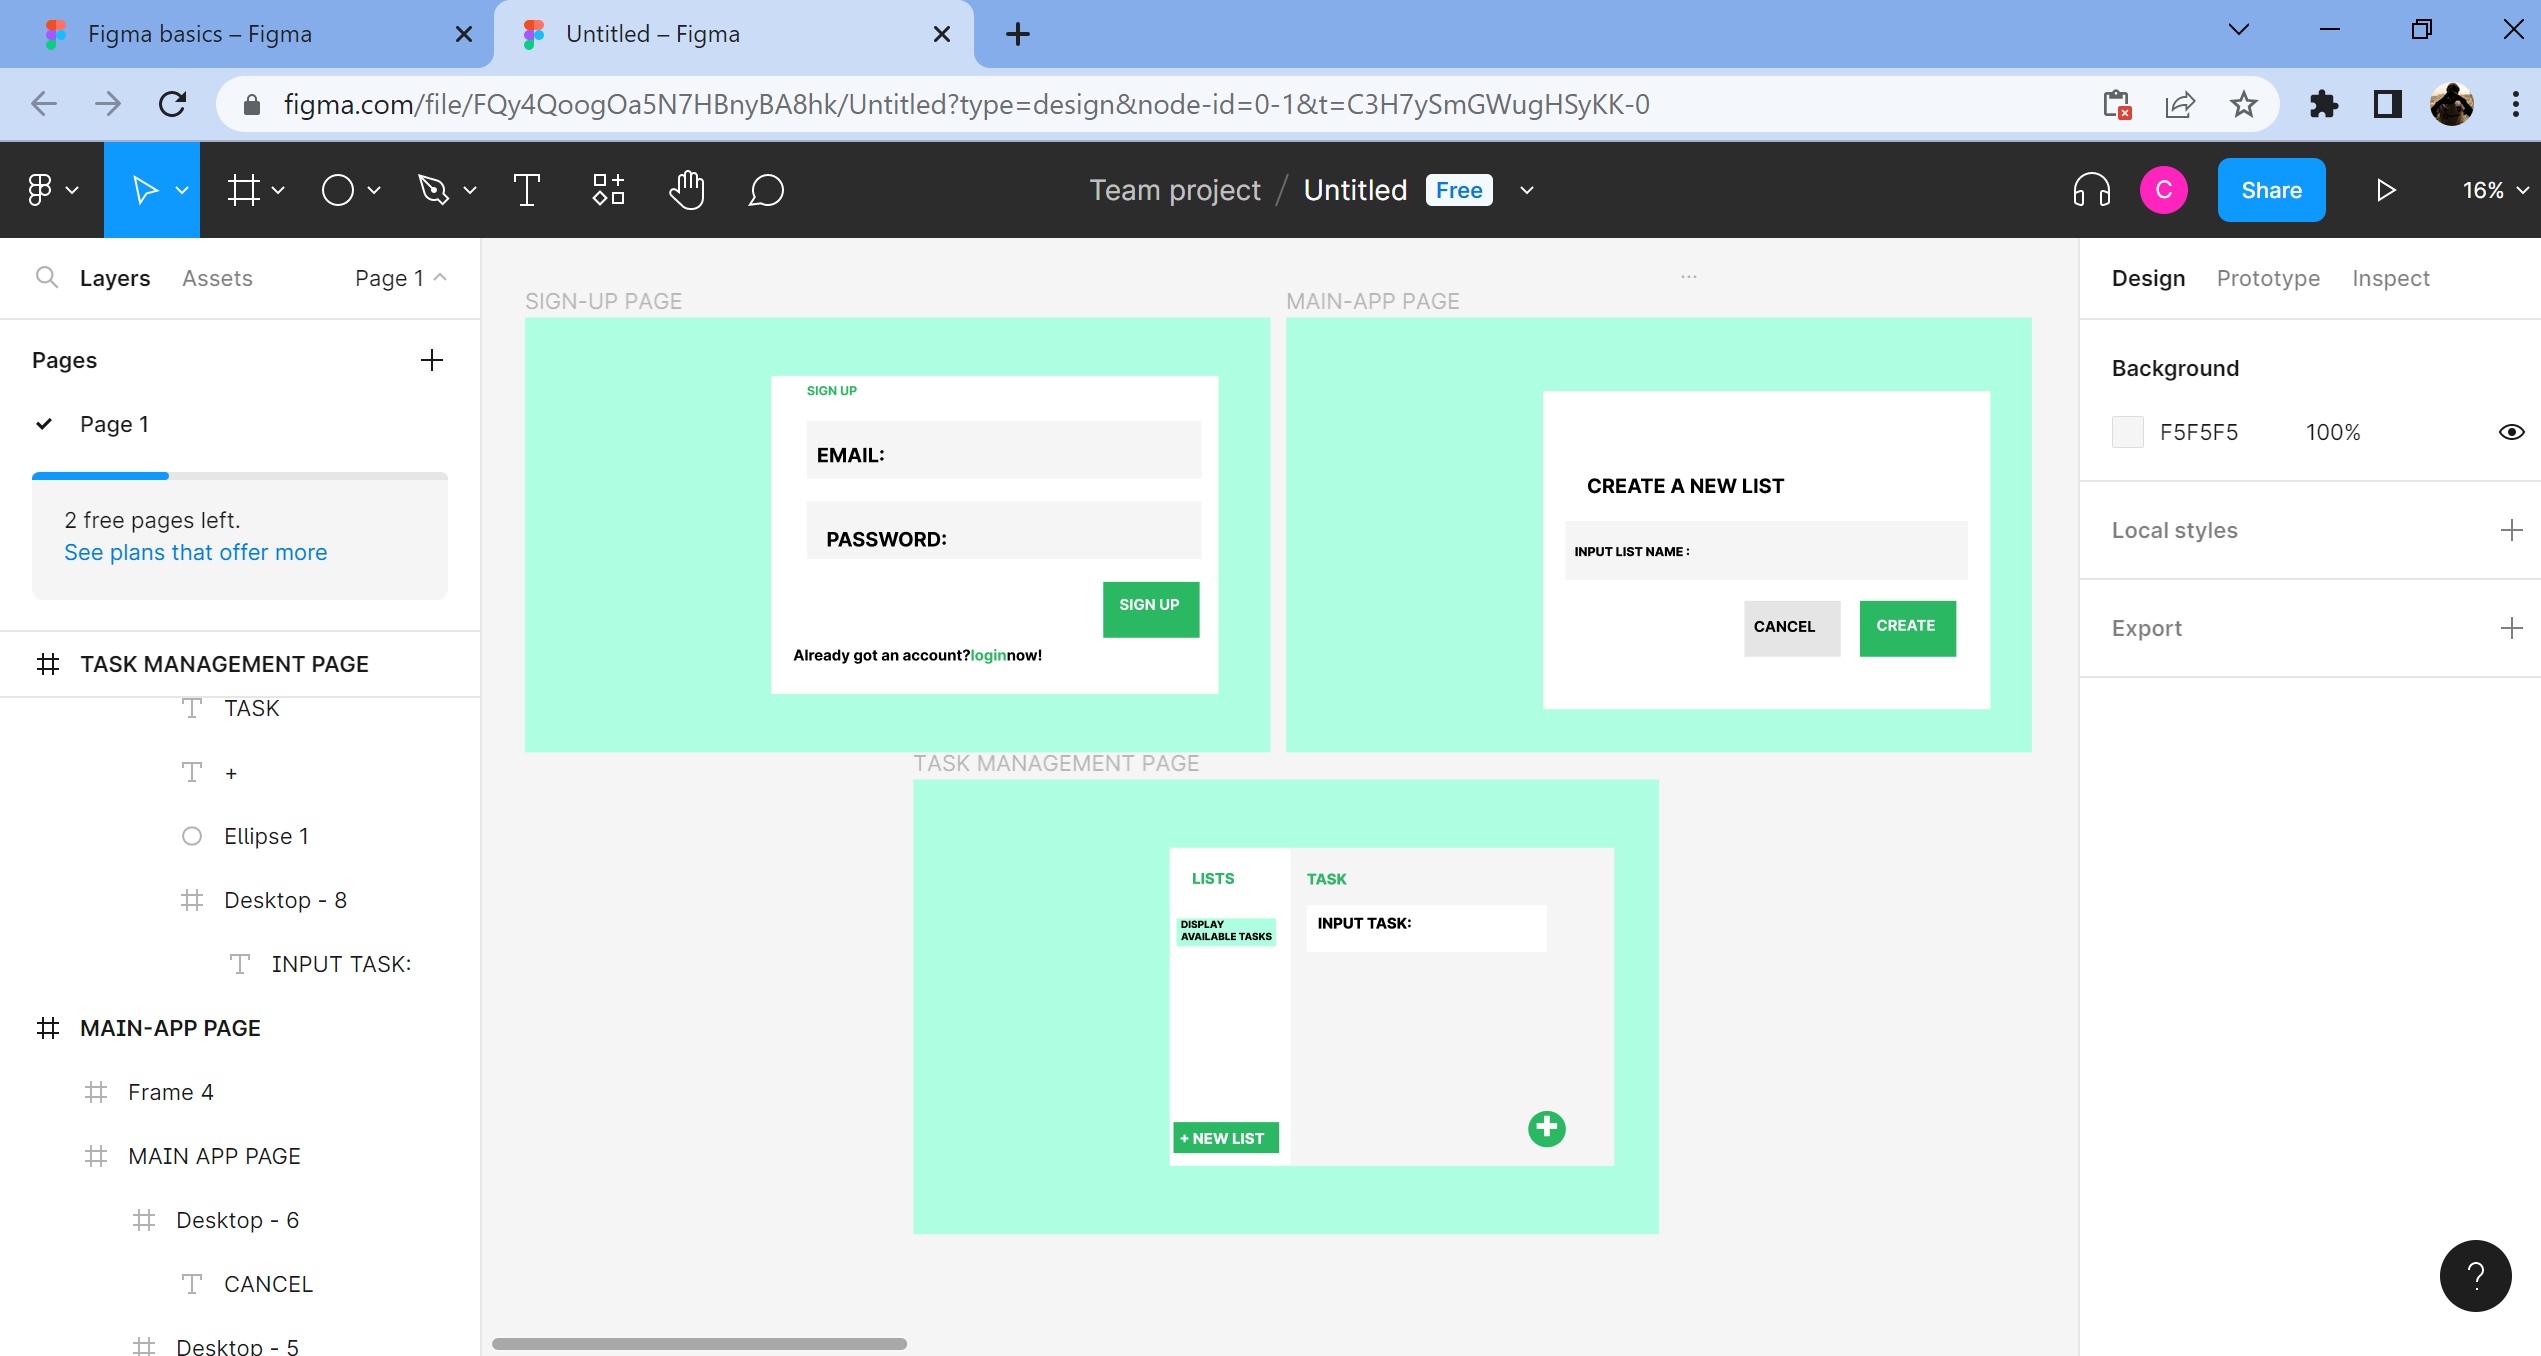 Figma basics – Figma
Untitled – Figma
figma.com/file/FQy4QoogOa5N7HBnyBA8hk/Untitled?type=design&node-id=0-1&t=C3H7ySmGWugHSyKK-0
Team project / Untitled Free
C
Share
16%
Layers
Assets
Page 1
Pages
Page 1
2 free pages left.
See plans that offer more
TASK MANAGEMENT PAGE
TASK
+
Ellipse 1
Desktop - 8
INPUT TASK:
MAIN-APP PAGE
Frame 4
MAIN APP PAGE
Desktop - 6
CANCEL
Desktop - 5
SIGN-UP PAGE
SIGN UP
EMAIL:
PASSWORD:
SIGN UP
Already got an account?loginnow!
MAIN-APP PAGE
CREATE A NEW LIST
INPUT LIST NAME :
CANCEL
CREATE
TASK MANAGEMENT PAGE
LISTS
DISPLAY
AVAILABLE TASKS
+ NEW LIST
TASK
INPUT TASK:
+
Design
Prototype
Inspect
Background
F5F5F5
100%
Local styles
Export
?